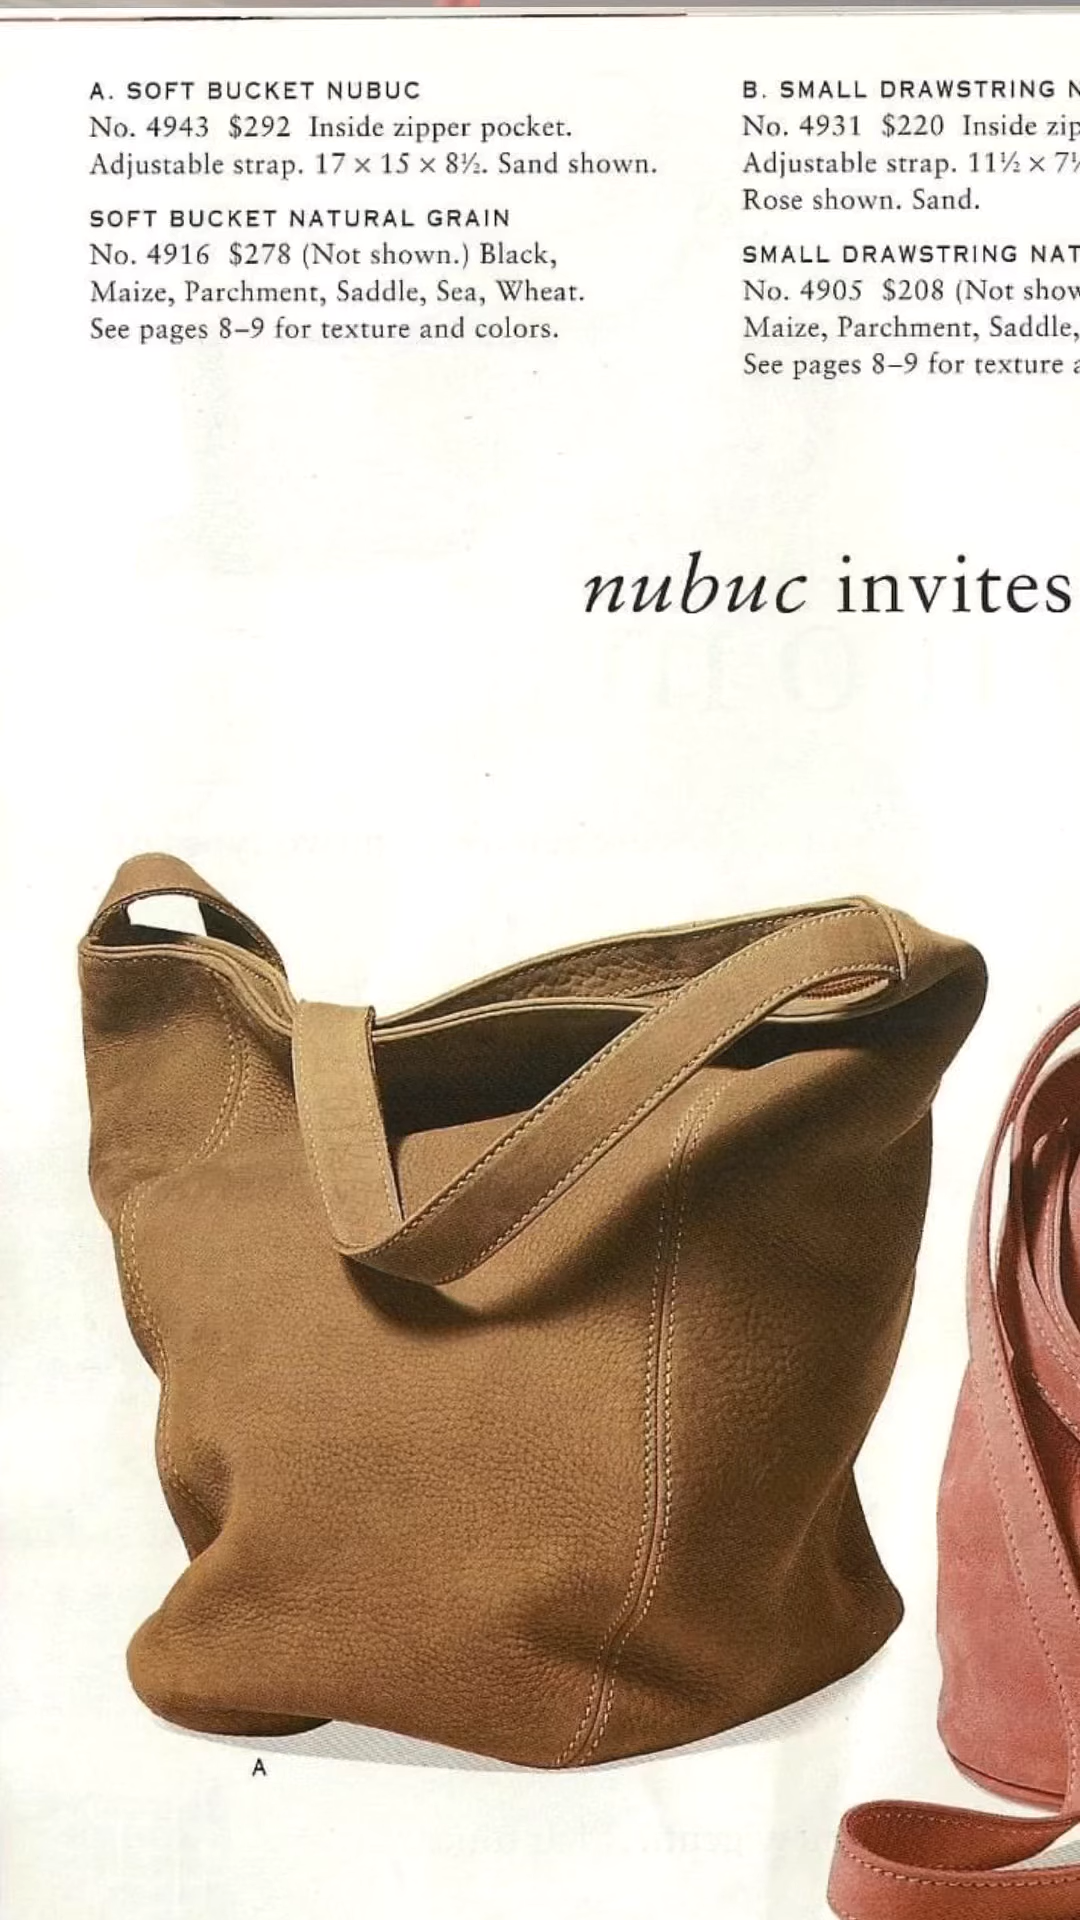 A. SOFT BUCKET NUBUC
No. 4943 $292 Inside zipper pocket.
Adjustable strap. 17 × 15 × 8½. Sand shown.
SOFT BUCKET NATURAL GRAIN
No. 4916 $278 (Not shown.) Black,
Maize, Parchment, Saddle, Sea, Wheat.
See pages 8–9 for texture and colors.
B. SMALL DRAWSTRING
No. 4931 $220 Inside
Adjustable strap. 11½ ×
Rose shown. Sand.
SMALL DRAWSTRING
No. 4905 $208 (Not
Maize, Parchment, Saddle,
See pages 8–9 for texture
nubuc invites
A